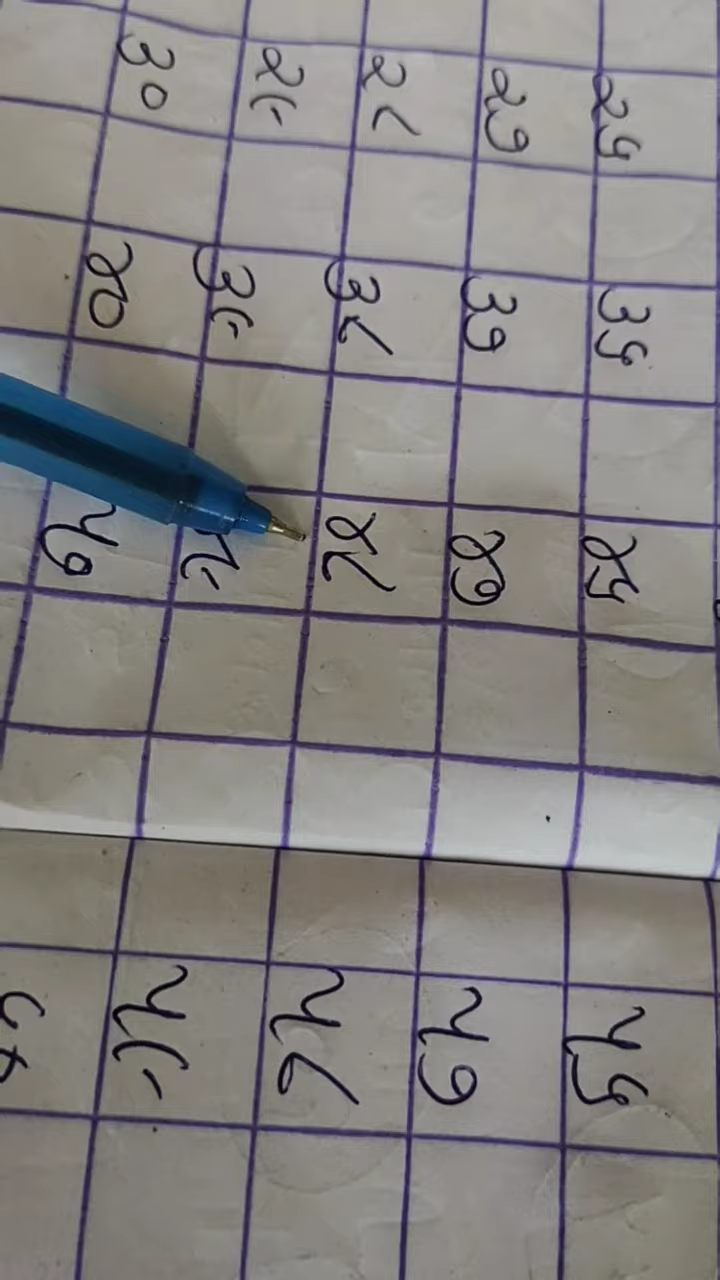 ૨૬ ૩૬ ૪૬ ૫૬
૨૭ ૩૭ ૪૭ ૫૭
૨૮ ૩૮ ૪૮ ૫૮
૨૯ ૩૯ ૪૯ ૫૯
૩૦ ૪૦ ૫૦